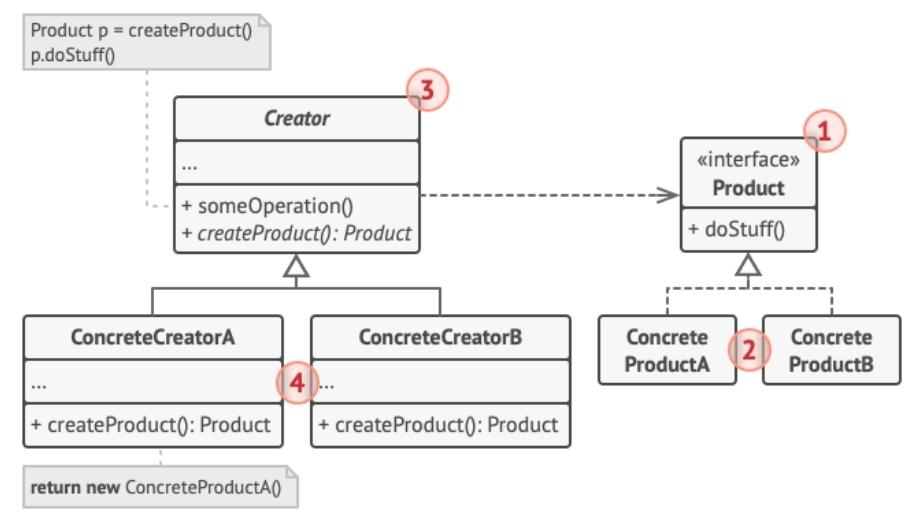 Product p = createProduct()
p.doStuff()
3
Creator
...
+ someOperation()
+ createProduct(): Product
1
«interface»
Product
+ doStuff()
ConcreteCreatorA
...
+ createProduct(): Product
4
ConcreteCreatorB
...
+ createProduct(): Product
Concrete
ProductA
2
Concrete
ProductB
return new ConcreteProductA()